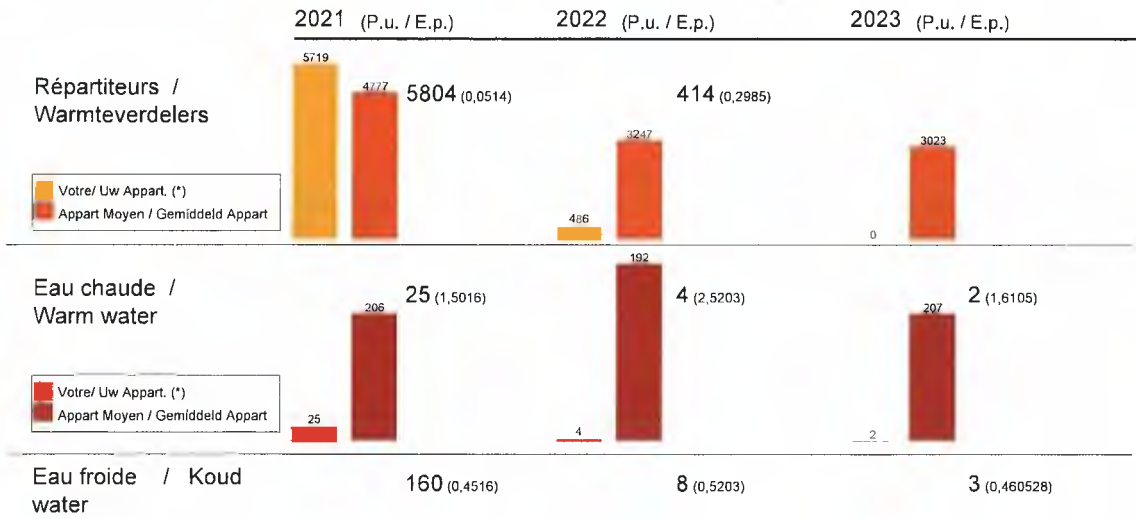 2021 (P.u. / E.p.) 2022 (P.u. / E.p.) 2023 (P.u. / E.p.)
5719
Répartiteurs / 4777 5804 (0,0514) 414 (0,2985)
Warmteverdelers
3247 3023
Votre/ Uw Appart. (*)
Appart Moyen / Gemiddeld Appart
486 0
192
Eau chaude / 206 25 (1,5016) 4 (2,5203) 207 2 (1,6105)
Warm water
Votre/ Uw Appart. (*)
Appart Moyen / Gemiddeld Appart
25 4 2
Eau froide / Koud 160 (0,4516) 8 (0,5203) 3 (0,460528)
water